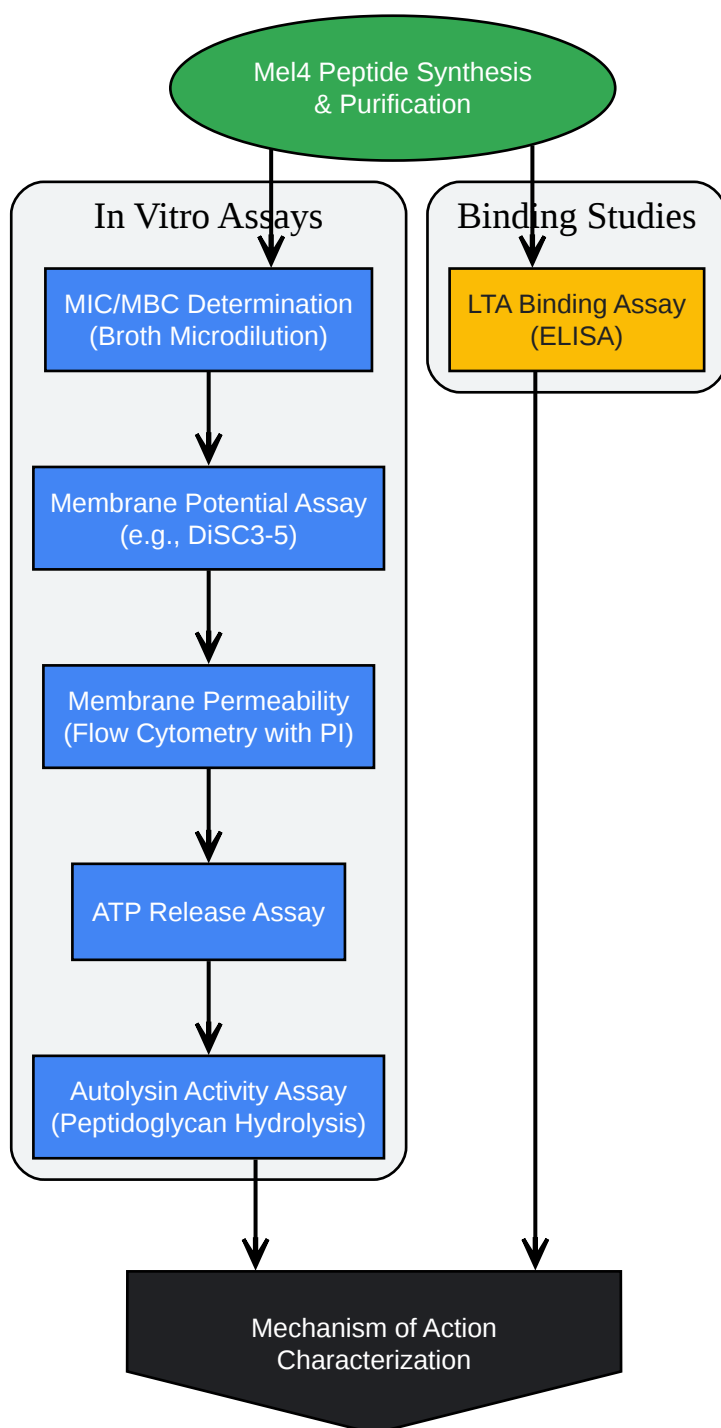 Mel4 Peptide Synthesis
& Purification
In Vitro Assays
MIC/MBC Determination
(Broth Microdilution)
Membrane Potential Assay
(e.g., DiSC3-5)
Membrane Permeability
(Flow Cytometry with PI)
ATP Release Assay
Autolysin Activity Assay
(Peptidoglycan Hydrolysis)
Binding Studies
LTA Binding Assay
(ELISA)
Mechanism of Action
Characterization